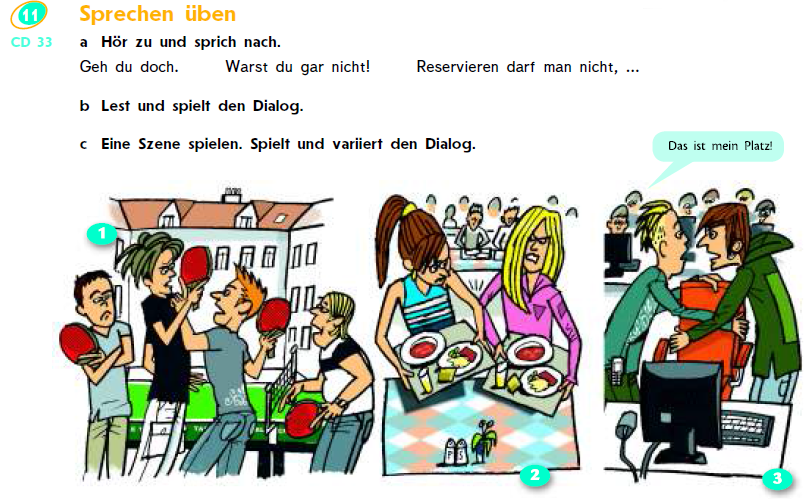 11 Sprechen üben
CD 33 a Hör zu und sprich nach.
Geh du doch. Warst du gar nicht! Reservieren darf man nicht, ...
b Lest und spielt den Dialog.
c Eine Szene spielen. Spielt und variiert den Dialog.
Das ist mein Platz!
1
P S
2
3